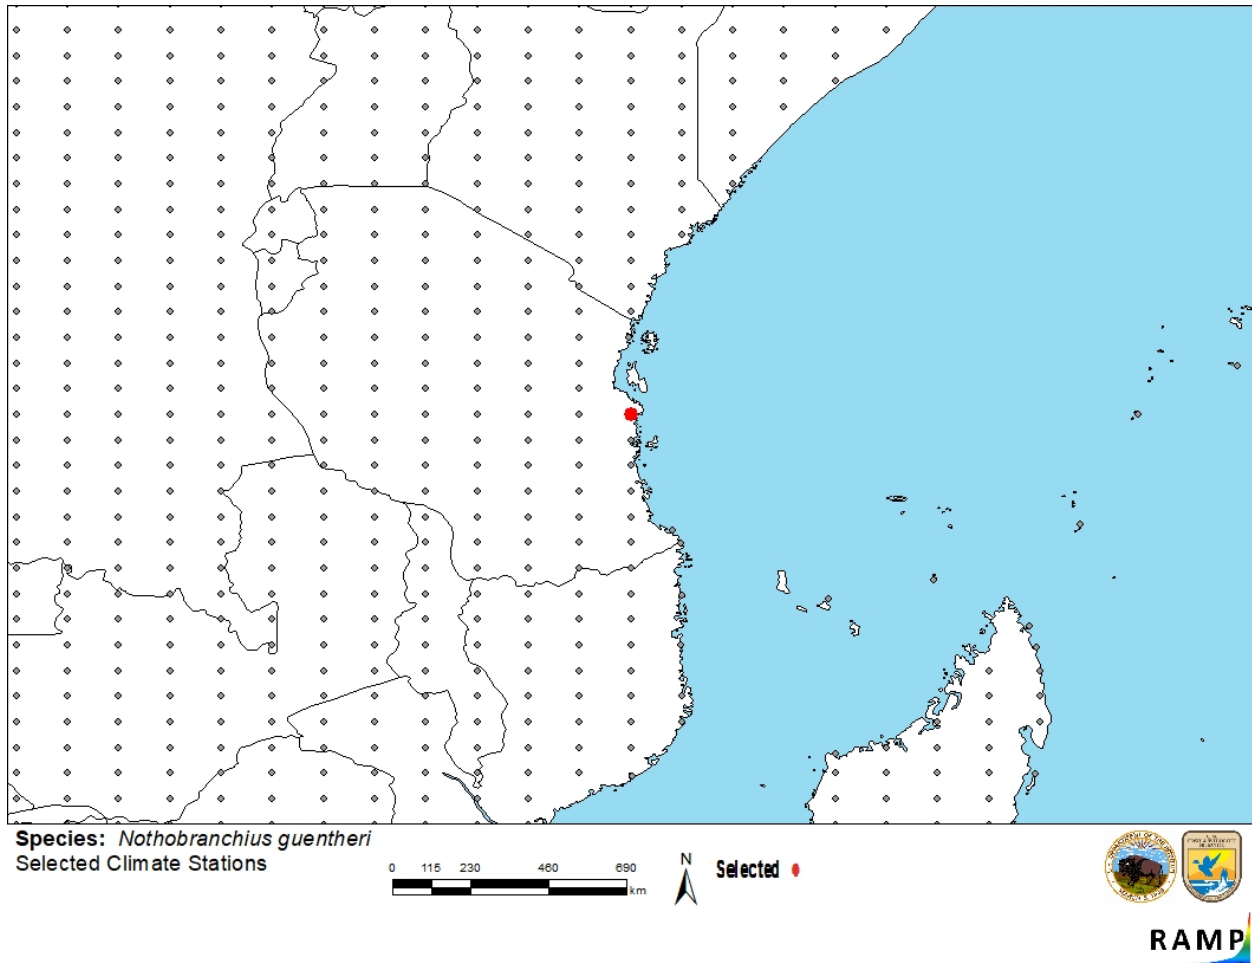 Species: Nothobranchius guentheri
Selected Climate Stations
0 115 230 460 690
km
N
Selected
RAMP